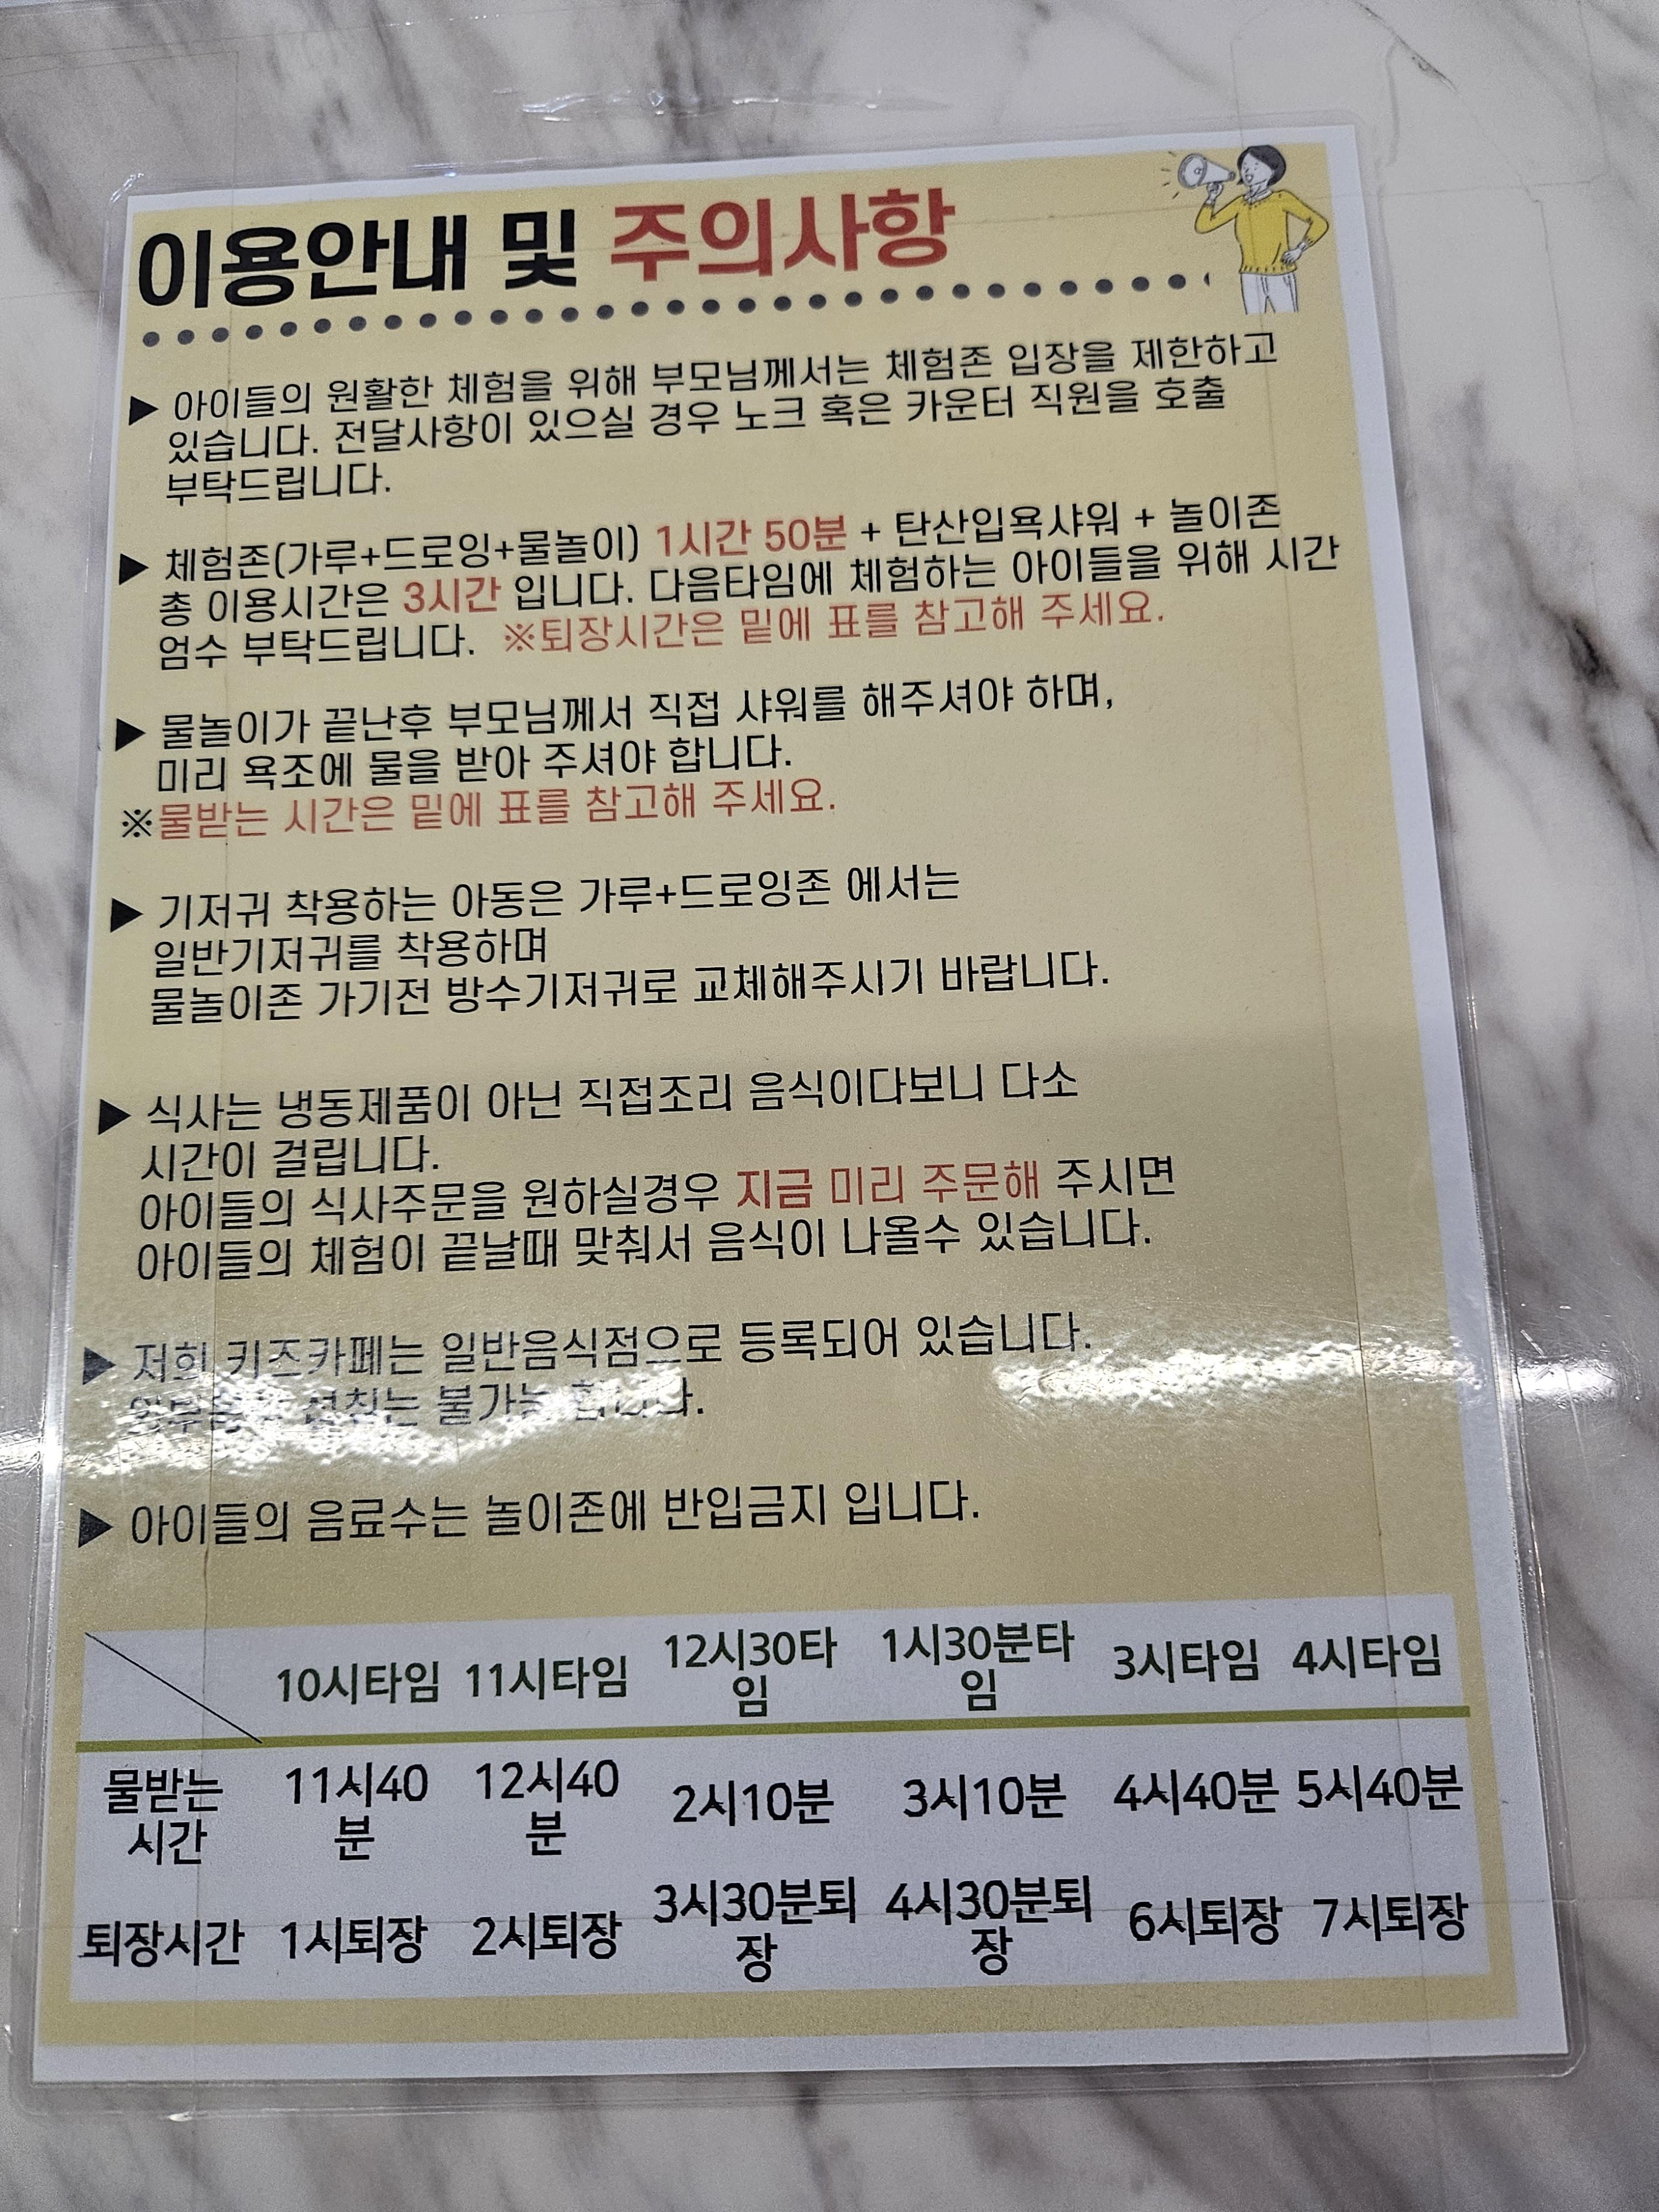 이용안내 및 주의사항
▶ 아이들의 원활한 체험을 위해 부모님께서는 체험존 입장을 제한하고
있습니다. 전달사항이 있으실 경우 노크 혹은 카운터 직원을 호출
부탁드립니다.
▶ 체험존(가루+드로잉+물놀이) 1시간 50분 + 탄산입욕샤워 + 놀이존
총 이용시간은 3시간 입니다. 다음타임에 체험하는 아이들을 위해 시간
엄수 부탁드립니다. ※퇴장시간은 밑에 표를 참고해 주세요.
▶ 물놀이가 끝난후 부모님께서 직접 샤워를 해주셔야 하며,
미리 욕조에 물을 받아 주셔야 합니다.
※물받는 시간은 밑에 표를 참고해 주세요.
▶ 기저귀 착용하는 아동은 가루+드로잉존 에서는
일반기저귀를 착용하며
물놀이존 가기전 방수기저귀로 교체해주시기 바랍니다.
▶ 식사는 냉동제품이 아닌 직접조리 음식이다보니 다소
시간이 걸립니다.
아이들의 식사주문을 원하실경우 지금 미리 주문해 주시면
아이들의 체험이 끝날때 맞춰서 음식이 나올수 있습니다.
▶ 저희 키즈카페는 일반음식점으로 등록되어 있습니다.
섭취는 불가능 합니다.
▶ 아이들의 음료수는 놀이존에 반입금지 입니다.
10시타임 11시타임 12시30타 1시30분타 3시타임 4시타임
임 임
물받는 11시40 12시40 2시10분 3시10분 4시40분 5시40분
시간 분 분
퇴장시간 1시퇴장 2시퇴장 3시30분퇴 4시30분퇴 6시퇴장 7시퇴장
장 장